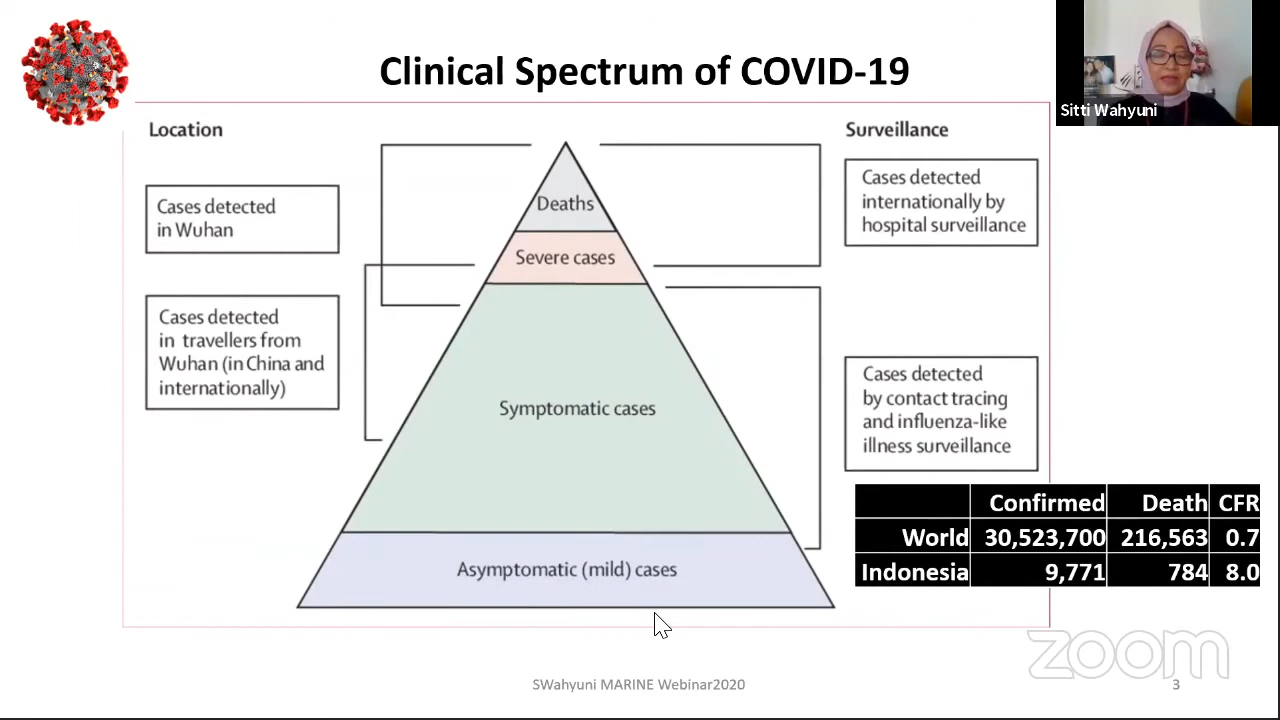 Clinical Spectrum of COVID-19
Sitti Wahyuni
Location
Surveillance
Cases detected
in Wuhan
Cases detected
in travellers from
Wuhan (in China and
internationally)
Deaths
Severe cases
Symptomatic cases
Asymptomatic (mild) cases
Cases detected
internationally by
hospital surveillance
Cases detected
by contact tracing
and influenza-like
illness surveillance
Confirmed Death CFR
World 30,523,700 216,563 0.7
Indonesia 9,771 784 8.0
zoom
SWahyuni MARINE Webinar2020
3